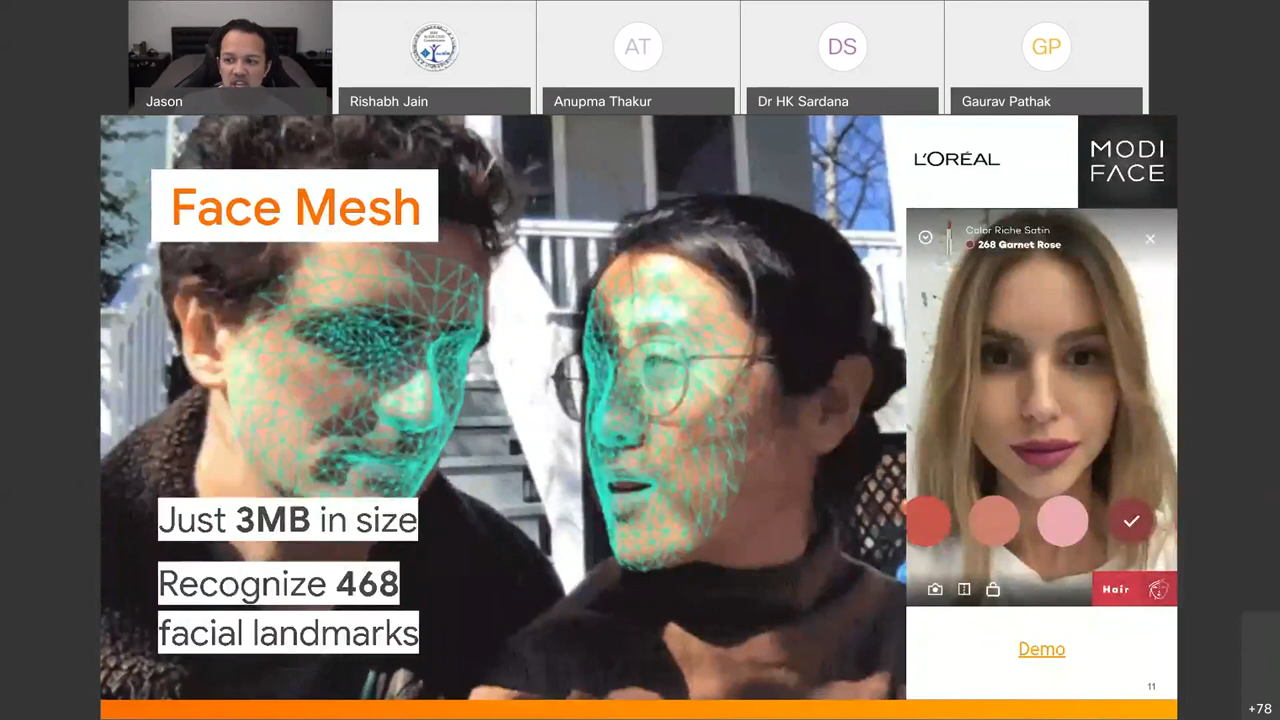 Jason
Rishabh Jain
AT
Anupma Thakur
DS
Dr HK Sardana
GP
Gaurav Pathak
Face Mesh
Just 3MB in size
Recognize 468
facial landmarks
L'ORÉAL
MODI
FACE
Color Riche Satin
268 Garnet Rose
Hair
Demo
11
+78